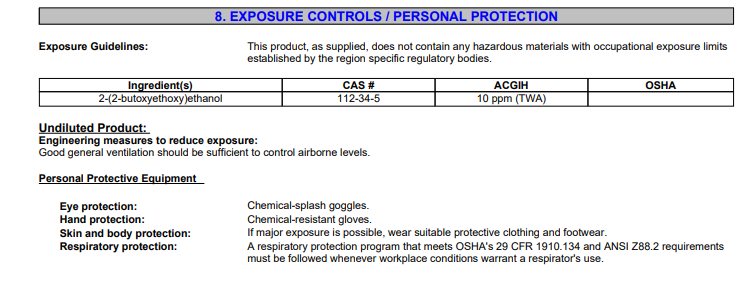 8. EXPOSURE CONTROLS / PERSONAL PROTECTION
Exposure Guidelines: This product, as supplied, does not contain any hazardous materials with occupational exposure limits
established by the region specific regulatory bodies.
Ingredient(s) CAS # ACGIH OSHA
2-(2-butoxyethoxy)ethanol 112-34-5 10 ppm (TWA)
Undiluted Product:
Engineering measures to reduce exposure:
Good general ventilation should be sufficient to control airborne levels.
Personal Protective Equipment
Eye protection: Chemical-splash goggles.
Hand protection: Chemical-resistant gloves.
Skin and body protection: If major exposure is possible, wear suitable protective clothing and footwear.
Respiratory protection: A respiratory protection program that meets OSHA's 29 CFR 1910.134 and ANSI Z88.2 requirements
must be followed whenever workplace conditions warrant a respirator's use.